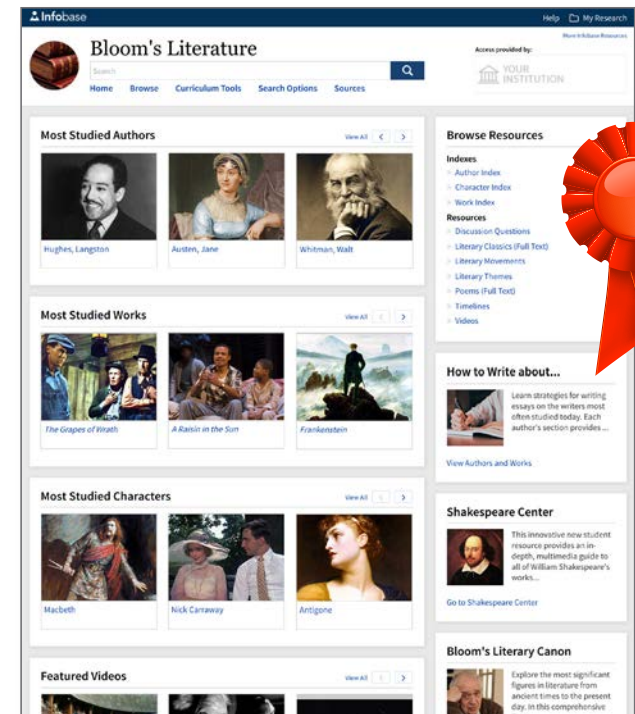 Infobase
Help My Research
More Infobase Resources
Bloom's Literature
Search
Home Browse Curriculum Tools Search Options Sources
Access provided by:
YOUR
INSTITUTION
Most Studied Authors
View All
Hughes, Langston
Austen, Jane
Whitman, Walt
Most Studied Works
View All
The Grapes of Wrath
A Raisin in the Sun
Frankenstein
Most Studied Characters
View All
Macbeth
Nick Carraway
Antigone
Featured Videos
View All
Browse Resources
Indexes
Author Index
Character Index
Work Index
Resources
Discussion Questions
Literary Classics (Full Text)
Literary Movements
Literary Themes
Poems (Full Text)
Timelines
Videos
How to Write about...
Learn strategies for writing
essays on the writers most
often studied today. Each
author's section provides ...
View Authors and Works
Shakespeare Center
This innovative new student
resource provides an in-
depth, multimedia guide to
all of William Shakespeare's
works...
Go to Shakespeare Center
Bloom's Literary Canon
Explore the most significant
figures in literature from
ancient times to the present
day. In this comprehensive